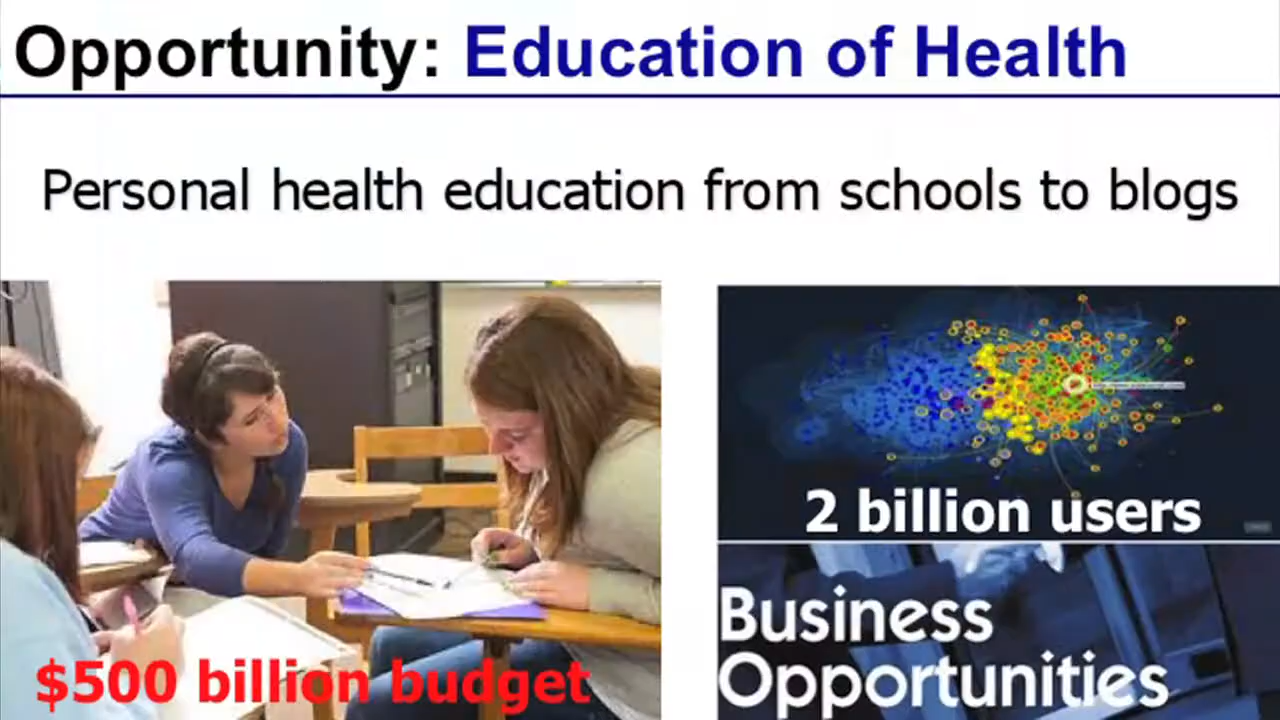 Opportunity: Education of Health
Personal health education from schools to blogs
$500 billion budget
2 billion users
Business
Opportunities